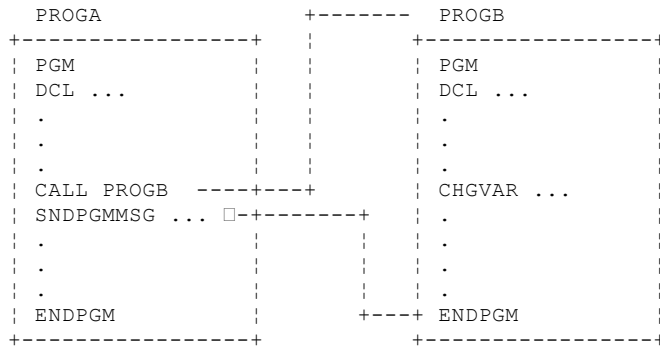 PROGA                    +-------  PROGB
+-----------------+    ¦         +-----------------+
¦ PGM             ¦    ¦         ¦ PGM             ¦
¦ DCL ...         ¦    ¦         ¦ DCL ...         ¦
¦ .               ¦    ¦         ¦ .               ¦
¦ .               ¦    ¦         ¦ .               ¦
¦ .               ¦    ¦         ¦ .               ¦
¦ CALL PROGB  ----+---+          ¦ CHGVAR ...      ¦
¦ SNDPGMMSG ... □-+-------+    ¦ .               ¦
¦ .               ¦       ¦    ¦ .               ¦
¦ .               ¦       ¦    ¦ .               ¦
¦ .               ¦       ¦    ¦ .               ¦
¦ ENDPGM          ¦       +---+ ENDPGM          ¦
+-----------------+            +-----------------+